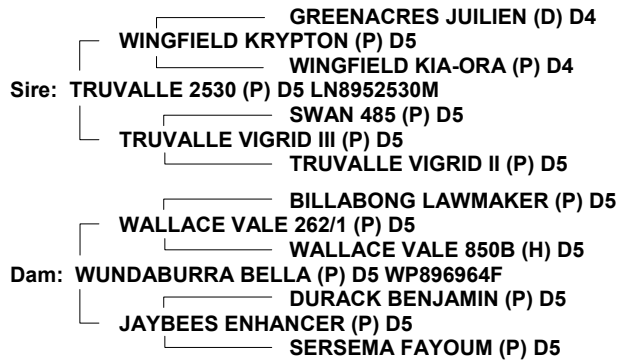 GREENACRES JUILIEN (D) D4
WINGFIELD KRYPTON (P) D5
WINGFIELD KIA-ORA (P) D4
Sire: TRUVALLE 2530 (P) D5 LN8952530M
SWAN 485 (P) D5
TRUVALLE VIGRID III (P) D5
TRUVALLE VIGRID II (P) D5
BILLABONG LAWMAKER (P) D5
WALLACE VALE 262/1 (P) D5
WALLACE VALE 850B (H) D5
Dam: WUNDABURRA BELLA (P) D5 WP896964F
DURACK BENJAMIN (P) D5
JAYBEES ENHANCER (P) D5
SERSEMA FAYOUM (P) D5